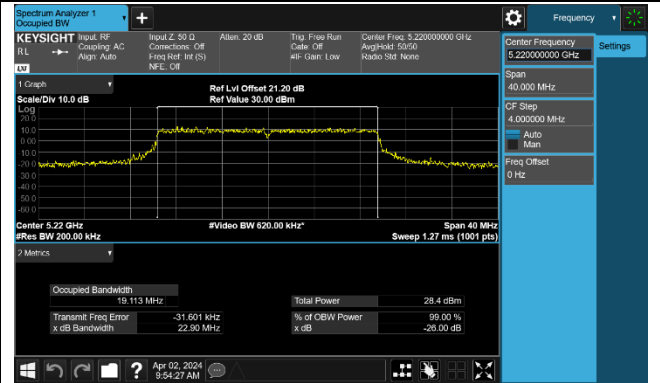 Spectrum Analyzer 1
Occupied BW
Frequency
KEYSIGHT
RL
LXI
Input: RF
Coupling: AC
Align: Auto
Input Z: 50 Ω
Corrections: Off
Freq Ref: Int (S)
NFE: Off
Atten: 20 dB
Trig: Free Run
Gate: Off
#IF Gain: Low
Center Freq: 5.220000000 GHz
Avg|Hold: 50/50
Radio Std: None
Center Frequency
5.220000000 GHz
Settings
Span
40.000 MHz
CF Step
4.000000 MHz
Auto
Man
Freq Offset
0 Hz
1 Graph
Scale/Div 10.0 dB
Ref Lvl Offset 21.20 dB
Ref Value 30.00 dBm
Log
20.0
10.0
0.00
-10.0
-20.0
-30.0
-40.0
-50.0
-60.0
Center 5.22 GHz
#Video BW 620.00 kHz*
Span 40 MHz
#Res BW 200.00 kHz
Sweep 1.27 ms (1001 pts)
2 Metrics
Occupied Bandwidth
19.113 MHz
Total Power
28.4 dBm
Transmit Freq Error
-31.601 kHz
% of OBW Power
99.00 %
x dB Bandwidth
22.90 MHz
x dB
-26.00 dB
Apr 02, 2024
9:54:27 AM